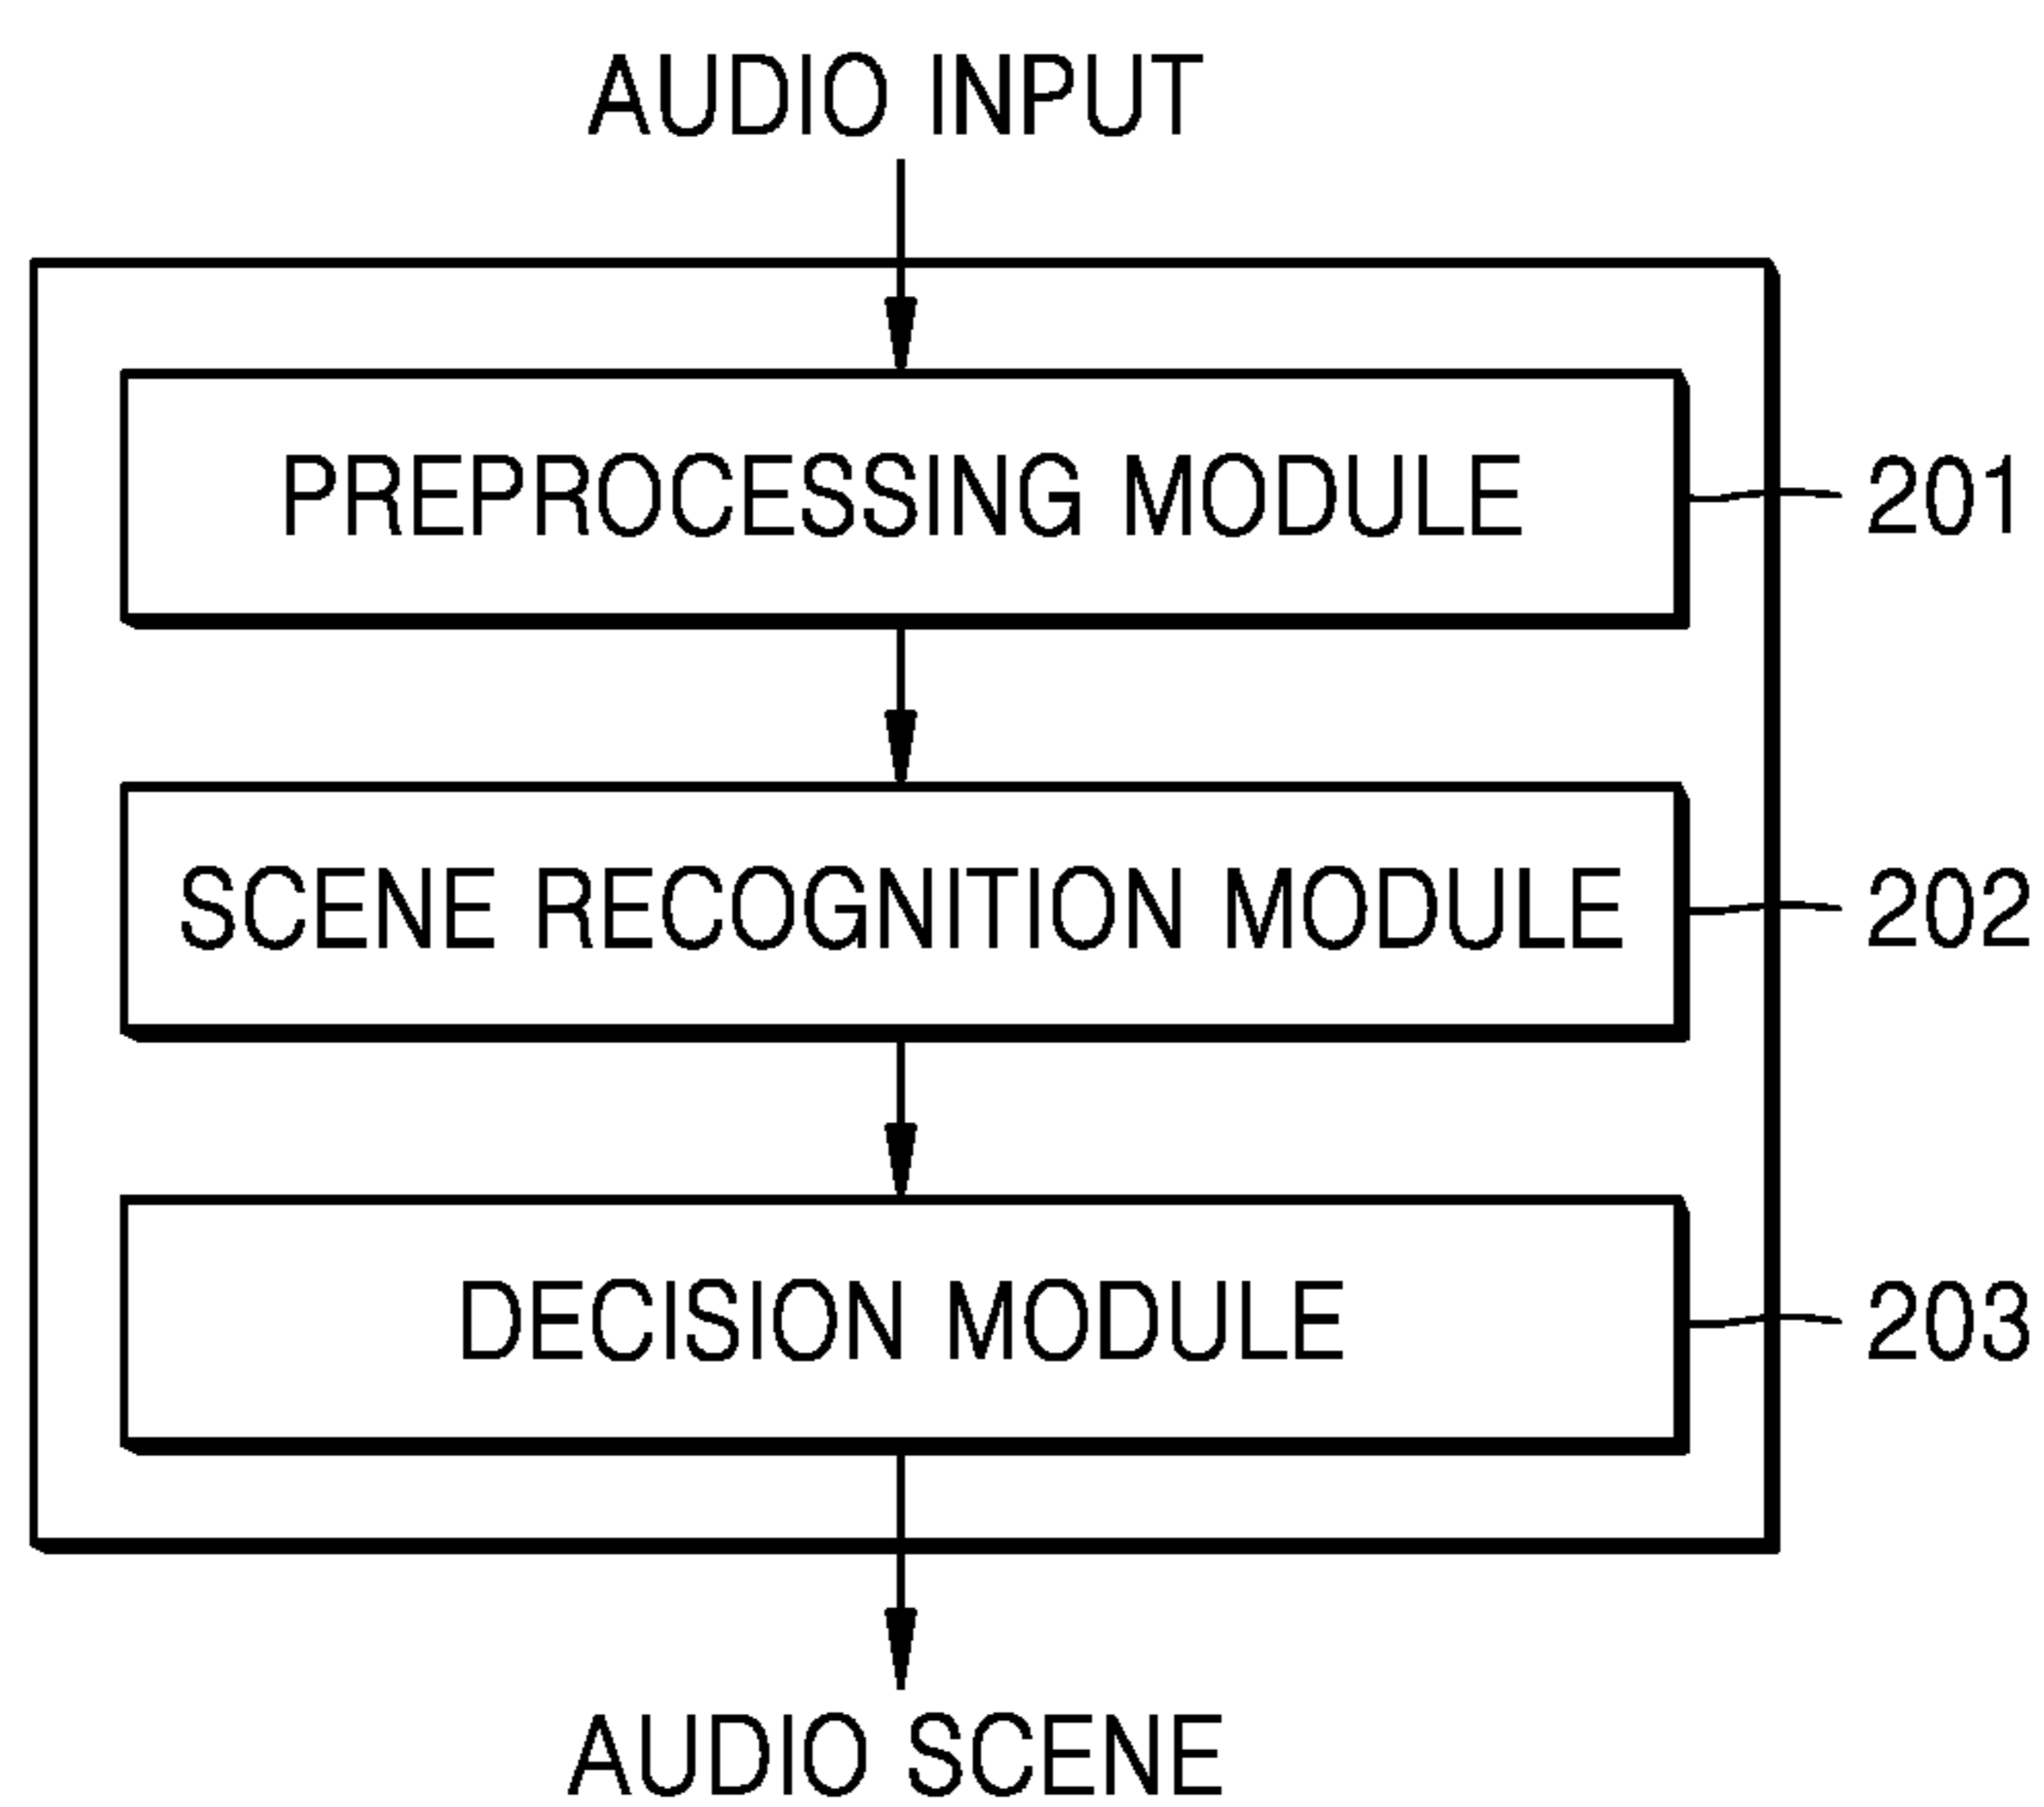 AUDIO INPUT
PREPROCESSING MODULE 201
SCENE RECOGNITION MODULE 202
DECISION MODULE 203
AUDIO SCENE